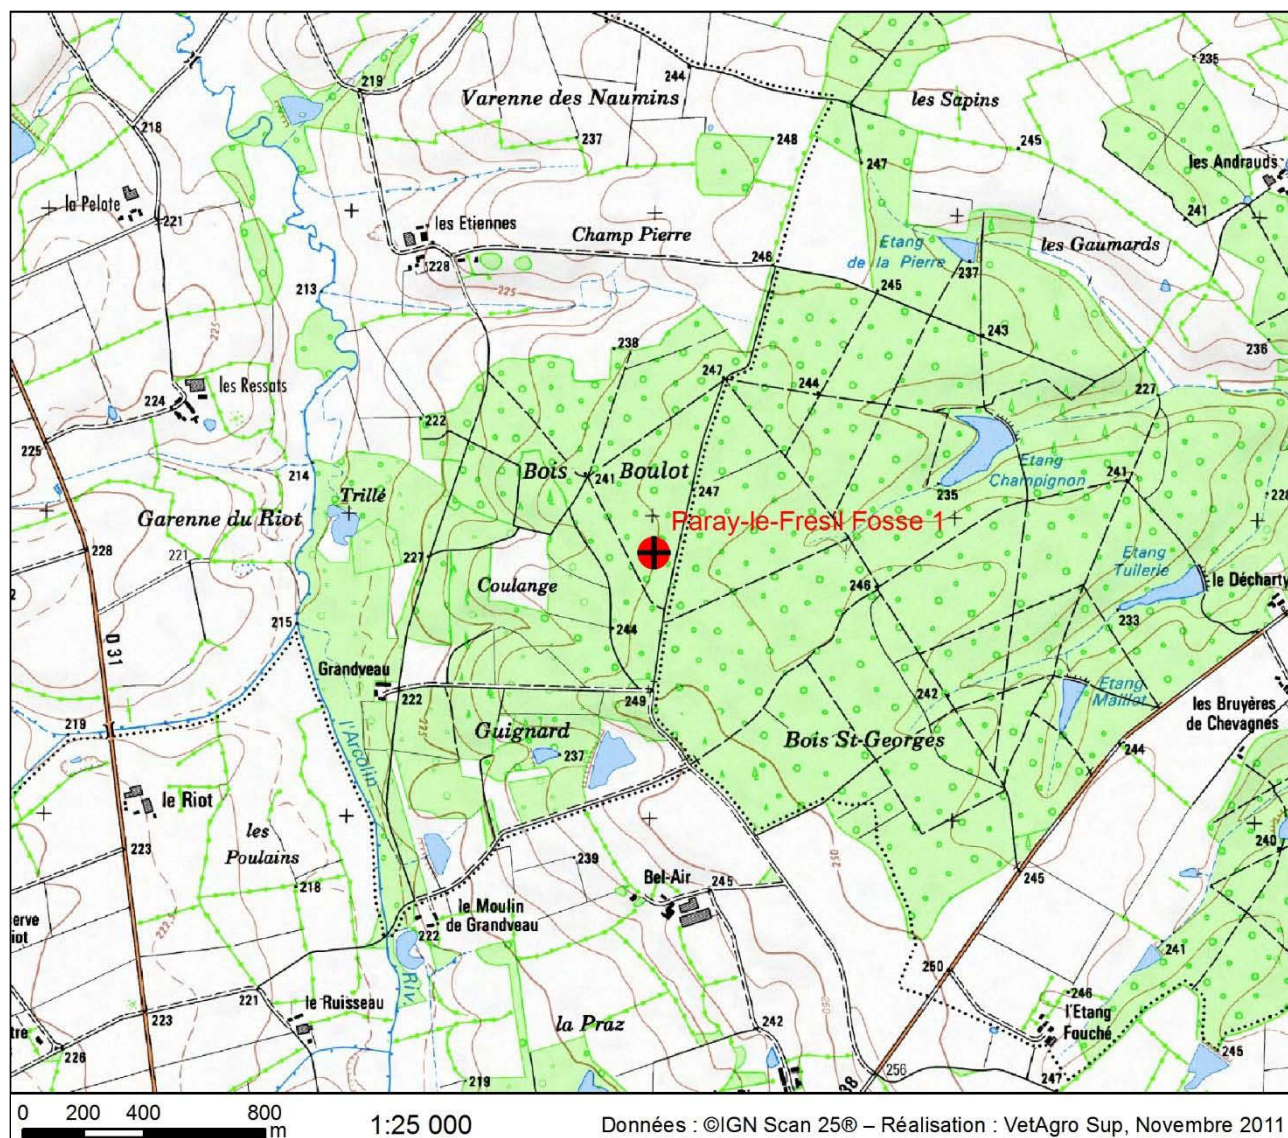 235
219
244
Varenne des Naumins
les Sapins
218
237
248
245
247
les Andrauds
la Pelote
221
les Etiennes
241
Champ Pierre
Etang
de la Pierre
les Gaumards
228
246
237
225
245
213
243
238
236
247
244
227
les Ressats
224
222
225
Bois Boulot
241
214
Trillé
247
235
Etang
Champignon
241
228
Garenne du Riot
Paray-le-Fresil Fosse 1
228
221
227
Coulange
246
Etang
Tuilerie
le Décharty
215
244
233
D 31
Grandveau
222
249
242
Etang
Maillot
les Bruyères
de Chevagnes
219
225
l'Arcolin
Guignard
237
Bois St-Georges
244
le Riot
les
Poulains
223
239
250
240
218
Bel-Air
245
245
le Moulin
de Grandveau
222
241
250
Riv.
221
le Ruisseau
246
l'Etang
Fouché
223
la Praz
242
226
245
219
256
247
0 200 400 800
m
1:25 000
Données : ©IGN Scan 25® – Réalisation : VetAgro Sup, Novembre 2011